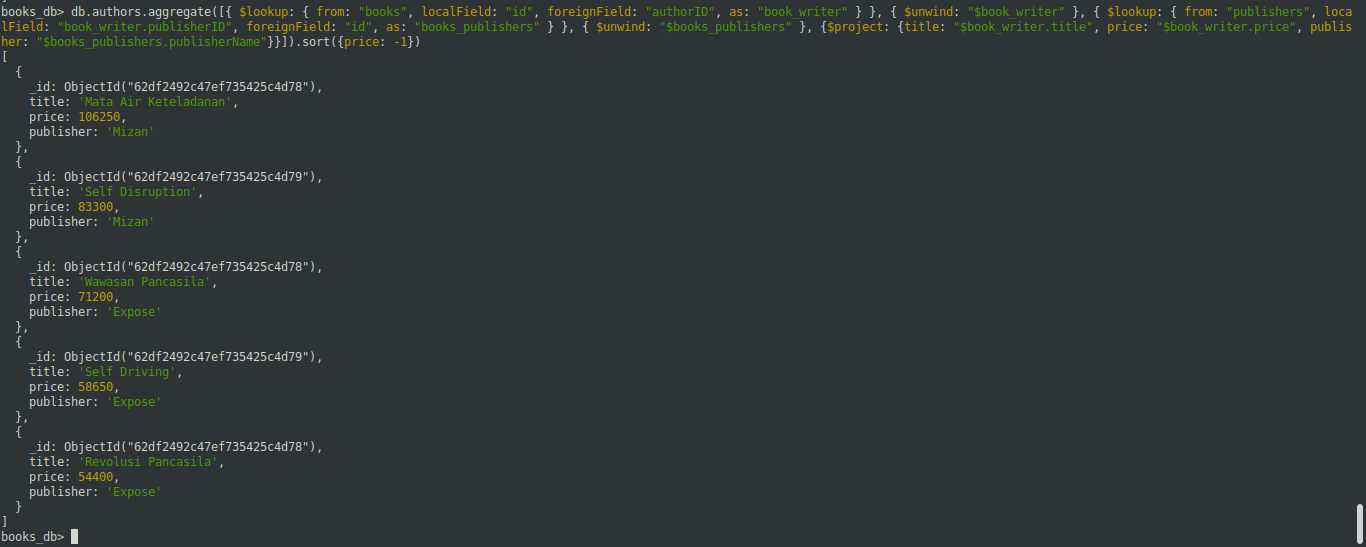 books_db> db.authors.aggregate([{ $lookup: { from: "books", localField: "id", foreignField: "authorID", as: "book_writer" } }, { $unwind: "$book_writer" }, { $lookup: { from: "publishers", loca
lField: "book_writer.publisherID", foreignField: "id", as: "books_publishers" } }, { $unwind: "$books_publishers" }, {$project: {title: "$book_writer.title", price: "$book_writer.price", publis
her: "$books_publishers.publisherName"}}]).sort({price: -1})
[
  {
    _id: ObjectId("62df2492c47ef735425c4d78"),
    title: 'Mata Air Keteladanan',
    price: 106250,
    publisher: 'Mizan'
  },
  {
    _id: ObjectId("62df2492c47ef735425c4d79"),
    title: 'Self Disruption',
    price: 83300,
    publisher: 'Mizan'
  },
  {
    _id: ObjectId("62df2492c47ef735425c4d78"),
    title: 'Wawasan Pancasila',
    price: 71200,
    publisher: 'Expose'
  },
  {
    _id: ObjectId("62df2492c47ef735425c4d79"),
    title: 'Self Driving',
    price: 58650,
    publisher: 'Expose'
  },
  {
    _id: ObjectId("62df2492c47ef735425c4d78"),
    title: 'Revolusi Pancasila',
    price: 54400,
    publisher: 'Expose'
  }
]
books_db>